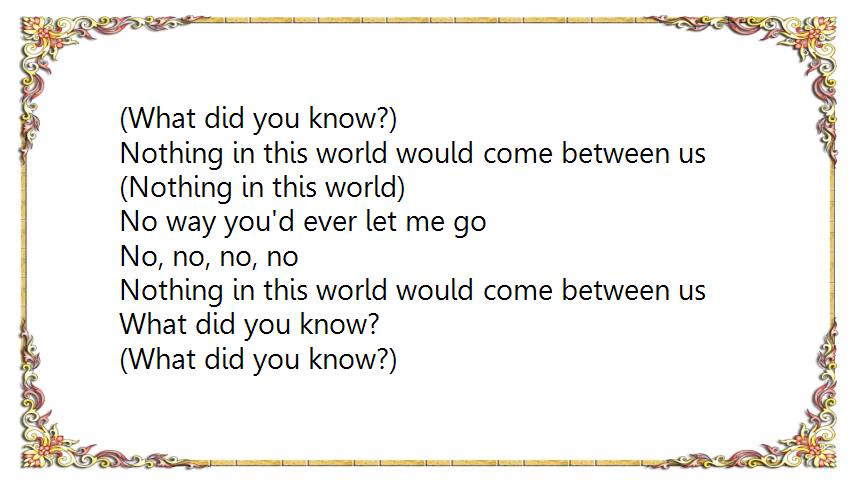 (What did you know?)
Nothing in this world would come between us
(Nothing in this world)
No way you'd ever let me go
No, no, no, no
Nothing in this world would come between us
What did you know?
(What did you know?)